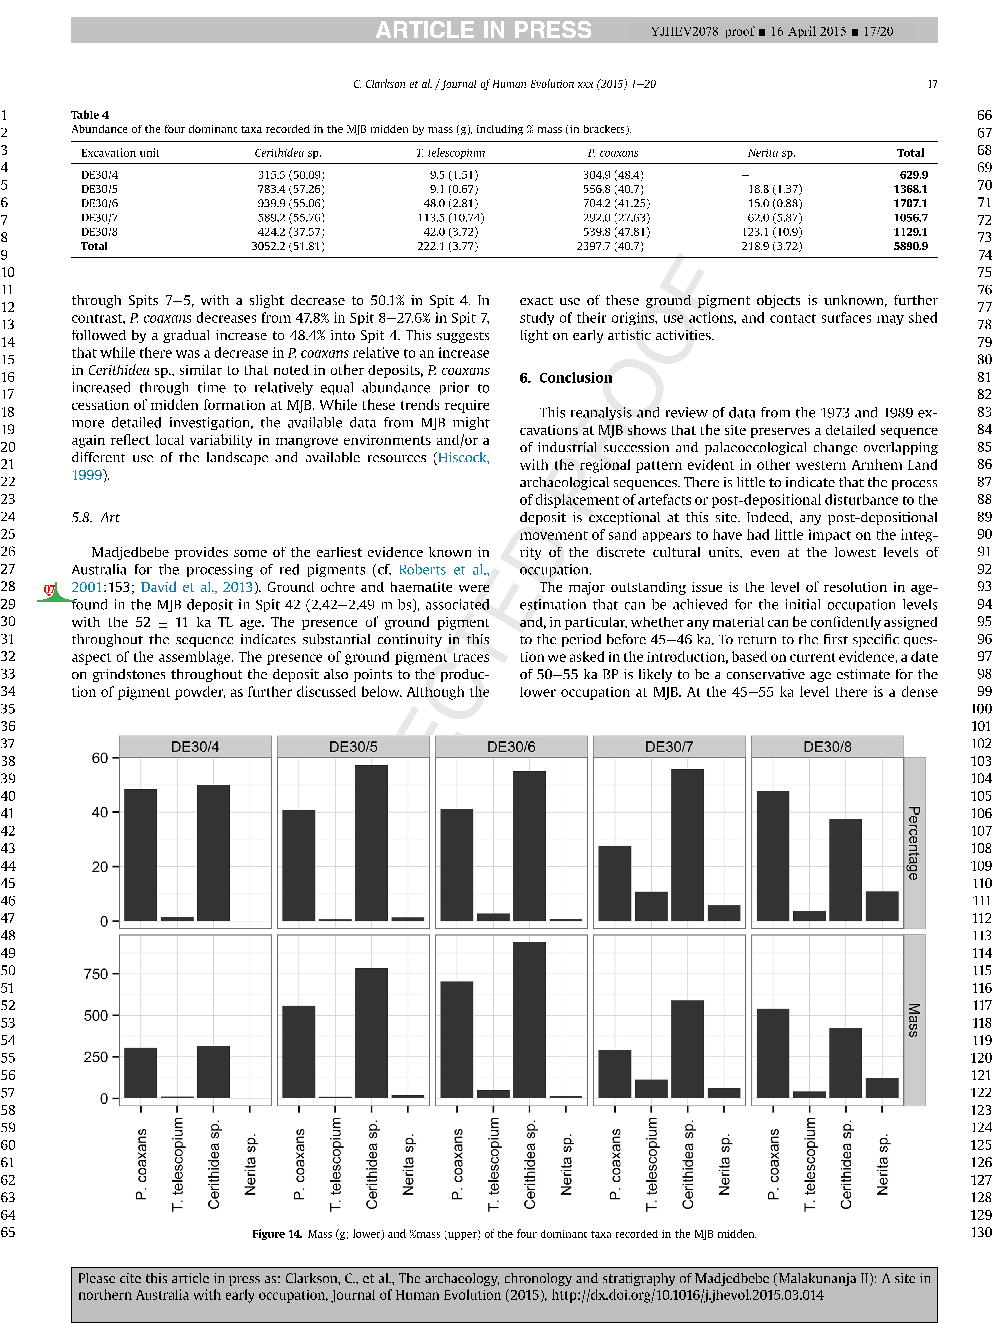 ARTICLE IN PRESS
YJHEV2078_proof ■ 16 April 2015 ■ 17/20
C. Clarkson et al. / Journal of Human Evolution xxx (2015) 1–20
17
Table 4
Abundance of the four dominant taxa recorded in the MJB midden by mass (g), including % mass (in brackets).
Excavation unit Cerithidea sp. T. telescopium P. coaxans Nerita sp. Total
DE30/4 315.5 (50.09) 9.5 (1.51) 304.9 (48.4) – 629.9
DE30/5 783.4 (57.26) 9.1 (0.67) 556.8 (40.7) 18.8 (1.37) 1368.1
DE30/6 939.9 (55.06) 48.0 (2.81) 704.2 (41.25) 15.0 (0.88) 1707.1
DE30/7 589.2 (55.76) 113.5 (10.74) 292.0 (27.63) 62.0 (5.87) 1056.7
DE30/8 424.2 (37.57) 42.0 (3.72) 539.8 (47.81) 123.1 (10.9) 1129.1
Total 3052.2 (51.81) 222.1 (3.77) 2397.7 (40.7) 218.9 (3.72) 5890.9
through Spits 7–5, with a slight decrease to 50.1% in Spit 4. In
contrast, P. coaxans decreases from 47.8% in Spit 8–27.6% in Spit 7,
followed by a gradual increase to 48.4% into Spit 4. This suggests
that while there was a decrease in P. coaxans relative to an increase
in Cerithidea sp., similar to that noted in other deposits, P. coaxans
increased through time to relatively equal abundance prior to
cessation of midden formation at MJB. While these trends require
more detailed investigation, the available data from MJB might
again reflect local variability in mangrove environments and/or a
different use of the landscape and available resources (Hiscock,
1999).
5.8. Art
Madjedbebe provides some of the earliest evidence known in
Australia for the processing of red pigments (cf. Roberts et al.,
Q7 2001:153; David et al., 2013). Ground ochre and haematite were
found in the MJB deposit in Spit 42 (2.42–2.49 m bs), associated
with the 52 ± 11 ka TL age. The presence of ground pigment
throughout the sequence indicates substantial continuity in this
aspect of the assemblage. The presence of ground pigment traces
on grindstones throughout the deposit also points to the produc-
tion of pigment powder, as further discussed below. Although the
exact use of these ground pigment objects is unknown, further
study of their origins, use actions, and contact surfaces may shed
light on early artistic activities.
6. Conclusion
This reanalysis and review of data from the 1973 and 1989 ex-
cavations at MJB shows that the site preserves a detailed sequence
of industrial succession and palaeoecological change overlapping
with the regional pattern evident in other western Arnhem Land
archaeological sequences. There is little to indicate that the process
of displacement of artefacts or post-depositional disturbance to the
deposit is exceptional at this site. Indeed, any post-depositional
movement of sand appears to have had little impact on the integ-
rity of the discrete cultural units, even at the lowest levels of
occupation.
The major outstanding issue is the level of resolution in age-
estimation that can be achieved for the initial occupation levels
and, in particular, whether any material can be confidently assigned
to the period before 45–46 ka. To return to the first specific ques-
tion we asked in the introduction, based on current evidence, a date
of 50–55 ka BP is likely to be a conservative age estimate for the
lower occupation at MJB. At the 45–55 ka level there is a dense
DE30/4 DE30/5 DE30/6 DE30/7 DE30/8
60
40
20
0
Percentage
750
500
250
0
Mass
P. coaxans T. telescopium Cerithidea sp. Nerita sp. P. coaxans T. telescopium Cerithidea sp. Nerita sp. P. coaxans T. telescopium Cerithidea sp. Nerita sp. P. coaxans T. telescopium Cerithidea sp. Nerita sp. P. coaxans T. telescopium Cerithidea sp. Nerita sp.
Figure 14. Mass (g; lower) and %mass (upper) of the four dominant taxa recorded in the MJB midden.
Please cite this article in press as: Clarkson, C., et al., The archaeology, chronology and stratigraphy of Madjedbebe (Malakunanja II): A site in
northern Australia with early occupation, Journal of Human Evolution (2015), http://dx.doi.org/10.1016/j.jhevol.2015.03.014